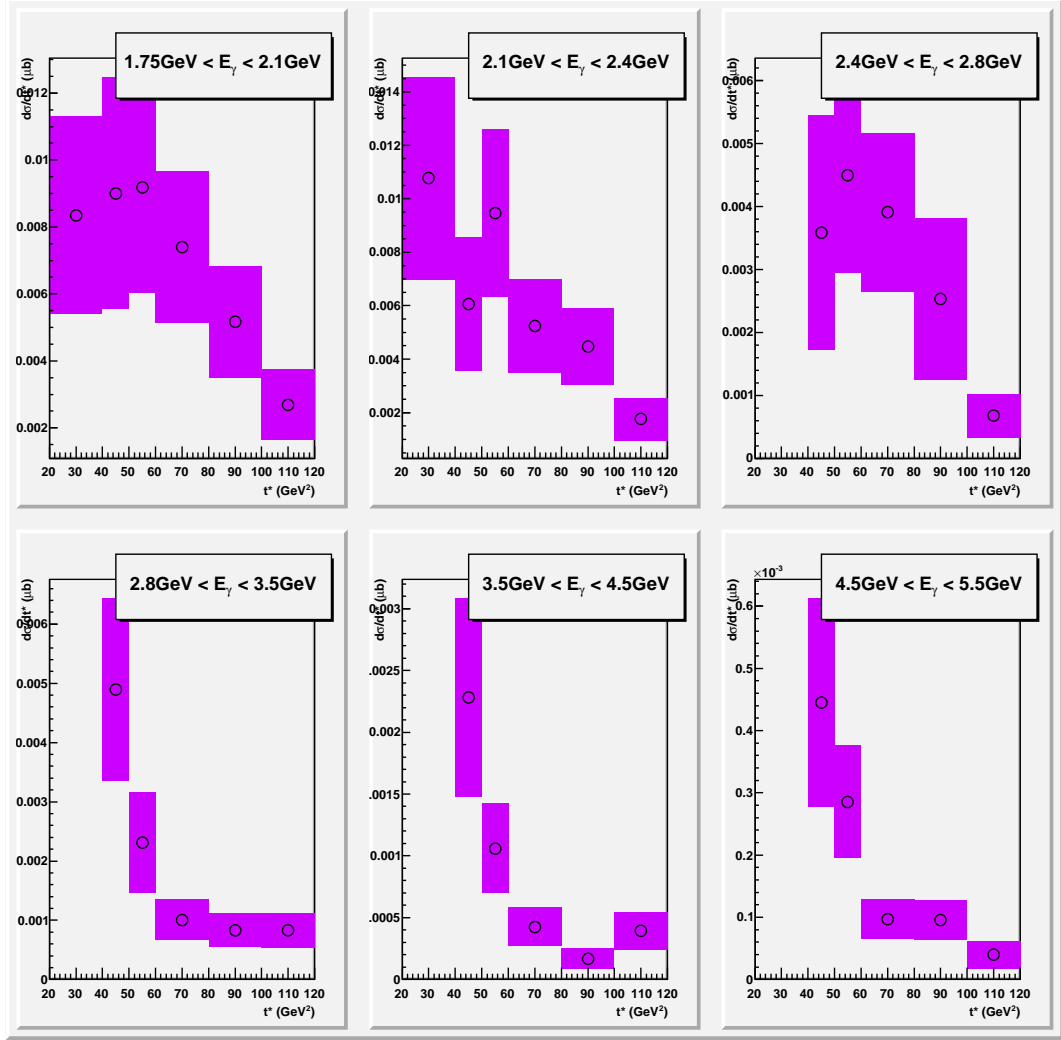 1.75GeV < Eγ < 2.1GeV
dσ/dt* (μb)
0.012
0.01
0.008
0.006
0.004
0.002
20 30 40 50 60 70 80 90 100 110 120
t* (GeV²)
2.1GeV < Eγ < 2.4GeV
dσ/dt* (μb)
0.014
0.012
0.01
0.008
0.006
0.004
0.002
20 30 40 50 60 70 80 90 100 110 120
t* (GeV²)
2.4GeV < Eγ < 2.8GeV
dσ/dt* (μb)
0.006
0.005
0.004
0.003
0.002
0.001
0
20 30 40 50 60 70 80 90 100 110 120
t* (GeV²)
2.8GeV < Eγ < 3.5GeV
dσ/dt* (μb)
0.006
0.005
0.004
0.003
0.002
0.001
0
20 30 40 50 60 70 80 90 100 110 120
t* (GeV²)
3.5GeV < Eγ < 4.5GeV
dσ/dt* (μb)
0.003
0.0025
0.002
0.0015
0.001
.0005
0
20 30 40 50 60 70 80 90 100 110 120
t* (GeV²)
×10⁻³
4.5GeV < Eγ < 5.5GeV
dσ/dt* (μb)
0.6
0.5
0.4
0.3
0.2
0.1
0
20 30 40 50 60 70 80 90 100 110 120
t* (GeV²)